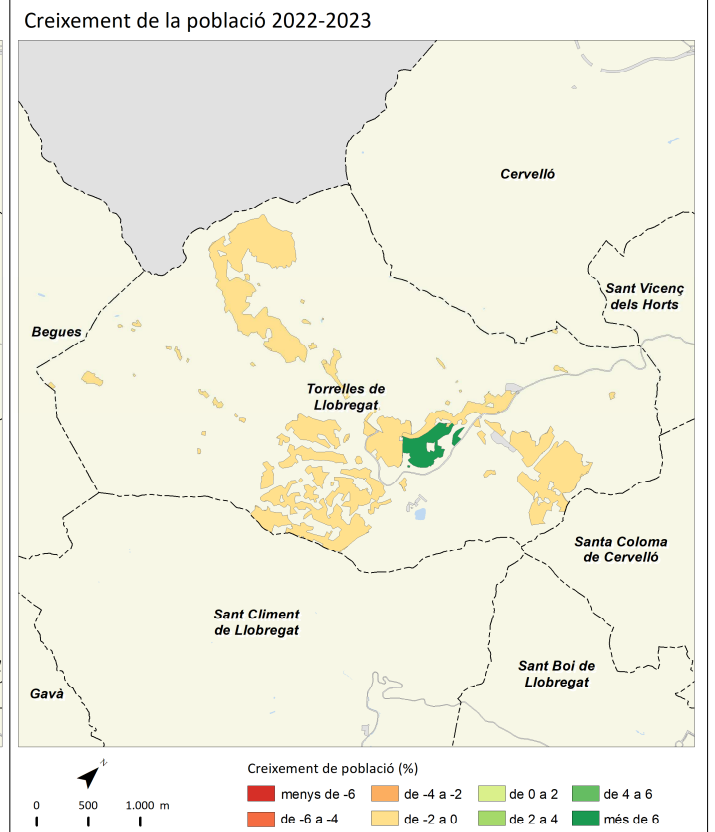 Creixement de la població 2022-2023
Cervelló
Sant Vicenç
dels Horts
Begues
Torrelles de
Llobregat
Santa Coloma
de Cervelló
Sant Climent
de Llobregat
Sant Boi de
Llobregat
Gavà
N
Creixement de població (%)
menys de -6
de -4 a -2
de 0 a 2
de 4 a 6
0 500 1.000 m
de -6 a -4
de -2 a 0
de 2 a 4
més de 6